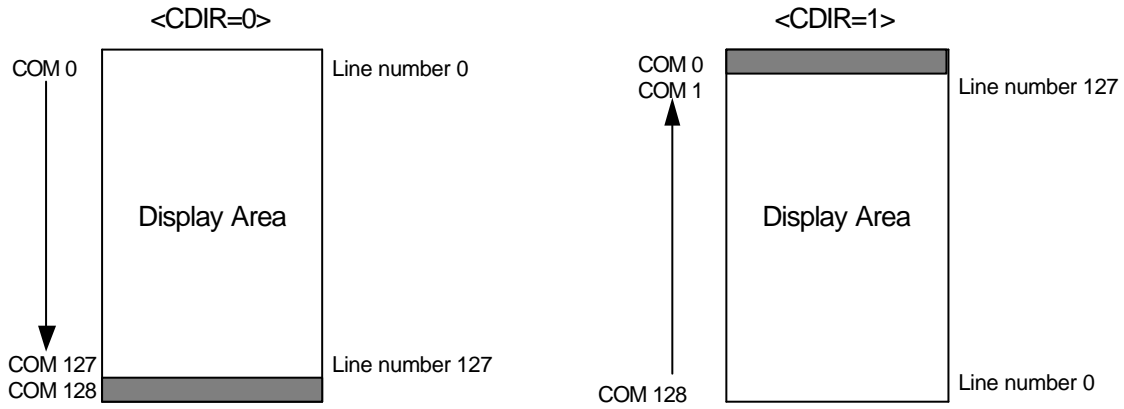 <CDIR=0>
COM 0
Line number 0
Display Area
COM 127
Line number 127
COM 128
<CDIR=1>
COM 0
COM 1
Line number 127
Display Area
COM 128
Line number 0